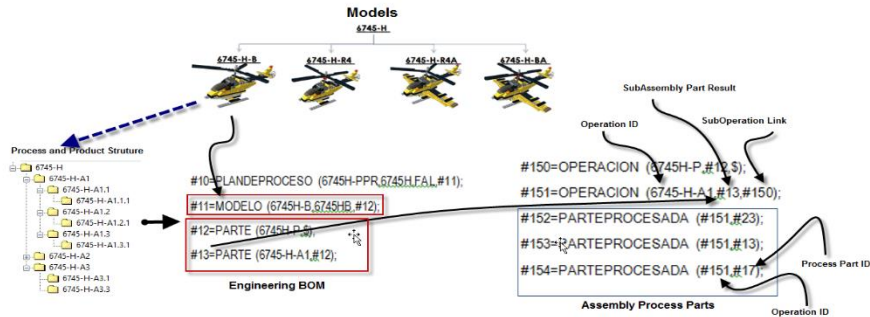 Models
6745-H
6745-H-B
6745-H-R4
6745-H-R4A
6745-H-BA
SubAssembly Part Result
Operation ID
SubOperation Link
Process and Product Struture
6745-H
6745-H-A1
6745-H-A1.1
6745-H-A1.1.1
6745-H-A1.2
6745-H-A1.2.1
6745-H-A1.3
6745-H-A1.3.1
6745-H-A2
6745-H-A3
6745-H-A3.1
6745-H-A3.3
#10=PLANDEPROCESO (6745H-PPR,6745H,FAL,#11);
#11=MODELO (6745H-B,6745HB,#12);
#12=PARTE (6745H-P,$);
#13=PARTE (6745-H-A1,#12);
Engineering BOM
#150=OPERACION (6745H-P,#12,$);
#151=OPERACION (6745-H-A1,#13,#150);
#152=PARTEPROCESADA (#151,#23);
#153=PARTEPROCESADA (#151,#13);
#154=PARTEPROCESADA (#151,#17);
Process Part ID
Assembly Process Parts
Operation ID